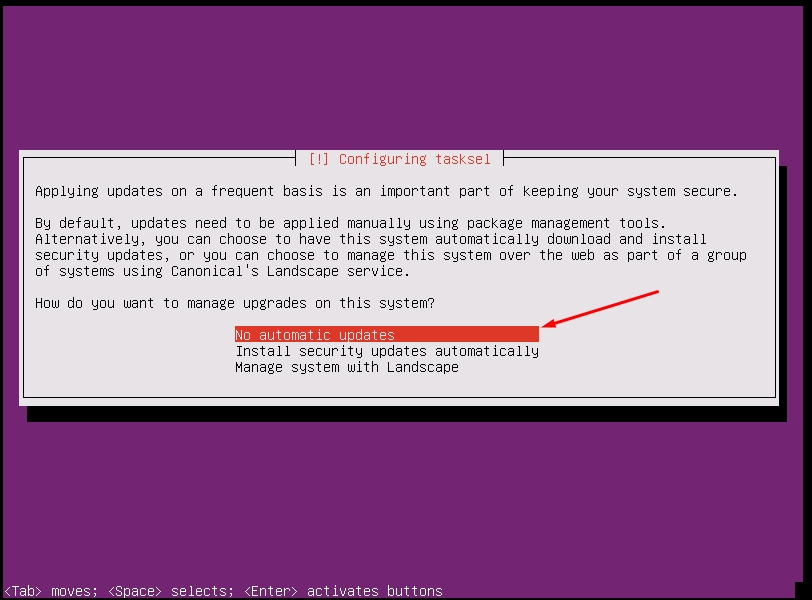 [!] Configuring tasksel
Applying updates on a frequent basis is an important part of keeping your system secure.
By default, updates need to be applied manually using package management tools.
Alternatively, you can choose to have this system automatically download and install
security updates, or you can choose to manage this system over the web as part of a group
of systems using Canonical's Landscape service.
How do you want to manage upgrades on this system?
No automatic updates
Install security updates automatically
Manage system with Landscape
<Tab> moves; <Space> selects; <Enter> activates buttons